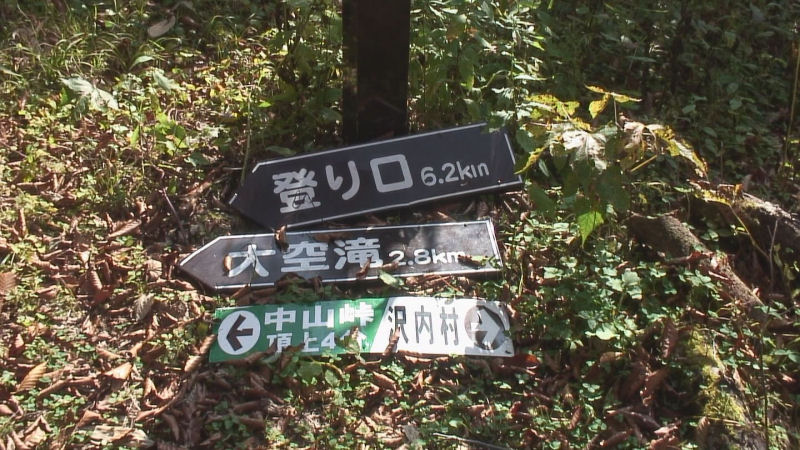 登り口 6.2km
大空滝 2.8km
中山峠 沢内村
頂上4